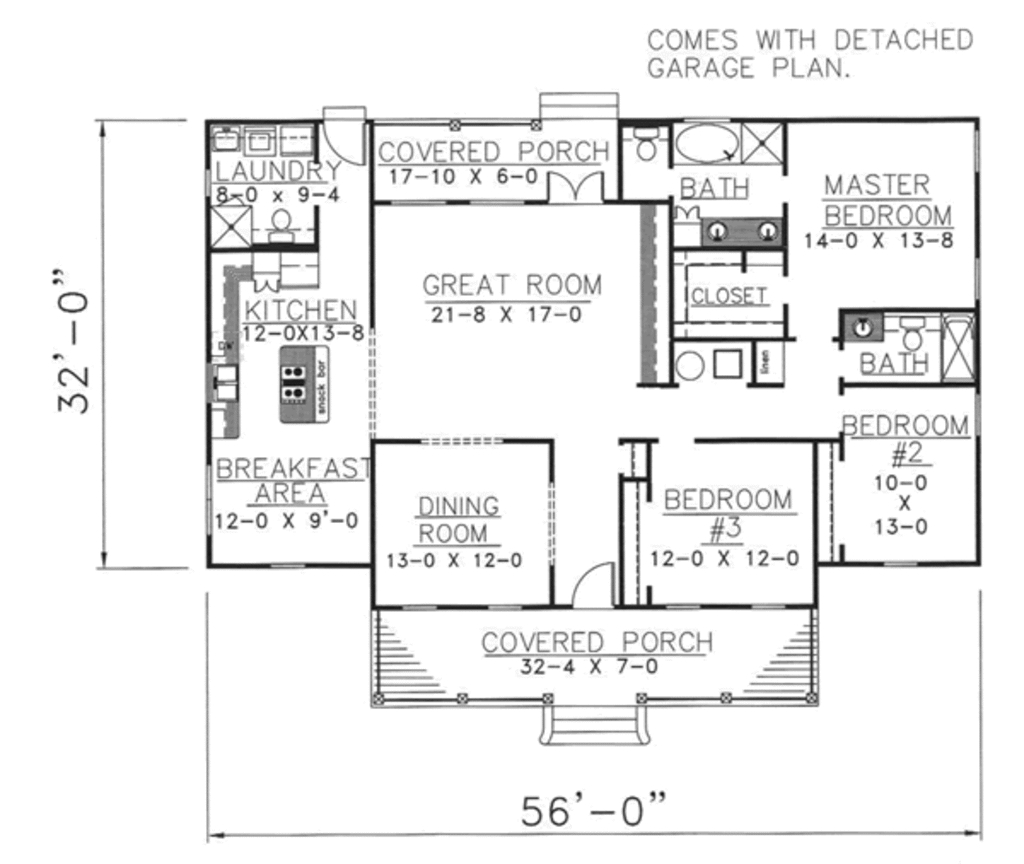 COMES WITH DETACHED
GARAGE PLAN.
LAUNDRY
8-0 x 9-4
COVERED PORCH
17-10 X 6-0
BATH
MASTER
BEDROOM
14-0 X 13-8
GREAT ROOM
21-8 X 17-0
CLOSET
KITCHEN
12-0X13-8
32'-0"
snack bar
linen
BATH
BREAKFAST
AREA
12-0 X 9'-0
DINING
ROOM
13-0 X 12-0
BEDROOM
#3
12-0 X 12-0
BEDROOM
#2
10-0
X
13-0
COVERED PORCH
32-4 X 7-0
56'-0"